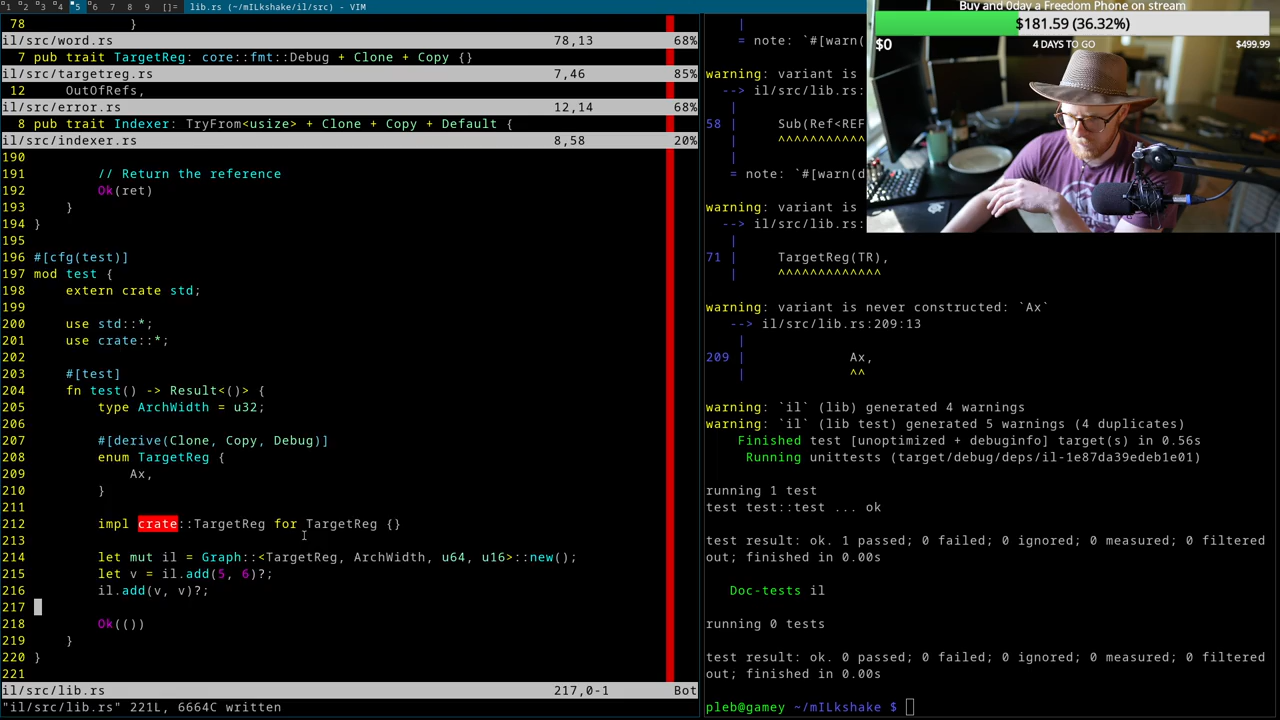 1 2 3 4 5 6 7 8 9 []= lib.rs (~/mILkshake/il/src) - VIM
78 }
il/src/word.rs 78,13 68%
7 pub trait TargetReg: core::fmt::Debug + Clone + Copy {}
il/src/targetreg.rs 7,46 85%
12 OutOfRefs,
il/src/error.rs 12,14 68%
8 pub trait Indexer: TryFrom<usize> + Clone + Copy + Default {
il/src/indexer.rs 8,58 20%
190
191 // Return the reference
192 Ok(ret)
193 }
194 }
195
196 #[cfg(test)]
197 mod test {
198 extern crate std;
199
200 use std::*;
201 use crate::*;
202
203 #[test]
204 fn test() -> Result<()> {
205 type ArchWidth = u32;
206
207 #[derive(Clone, Copy, Debug)]
208 enum TargetReg {
209 Ax,
210 }
211
212 impl crate::TargetReg for TargetReg {}
213
214 let mut il = Graph::<TargetReg, ArchWidth, u64, u16>::new();
215 let v = il.add(5, 6)?;
216 il.add(v, v)?;
217
218 Ok(())
219 }
220 }
221
il/src/lib.rs 217,0-1 Bot
"il/src/lib.rs" 221L, 6664C written
|
= note: `#[warn(
warning: variant is
--> il/src/lib.rs:
|
58 | Sub(Ref<REF
| ^^^^^^^^^^^
|
= note: `#[warn(d
warning: variant is
--> il/src/lib.rs:
|
71 | TargetReg(TR),
| ^^^^^^^^^^^^^
warning: variant is never constructed: `Ax`
--> il/src/lib.rs:209:13
|
209 | Ax,
| ^^
warning: `il` (lib) generated 4 warnings
warning: `il` (lib test) generated 5 warnings (4 duplicates)
Finished test [unoptimized + debuginfo] target(s) in 0.56s
Running unittests (target/debug/deps/il-1e87da39edeb1e01)
running 1 test
test test::test ... ok
test result: ok. 1 passed; 0 failed; 0 ignored; 0 measured; 0 filtered
out; finished in 0.00s
Doc-tests il
running 0 tests
test result: ok. 0 passed; 0 failed; 0 ignored; 0 measured; 0 filtered
out; finished in 0.00s
pleb@gamey ~/mILkshake $
Buy and 0day a Freedom Phone on stream
$181.59 (36.32%)
$0 4 DAYS TO GO $499.99